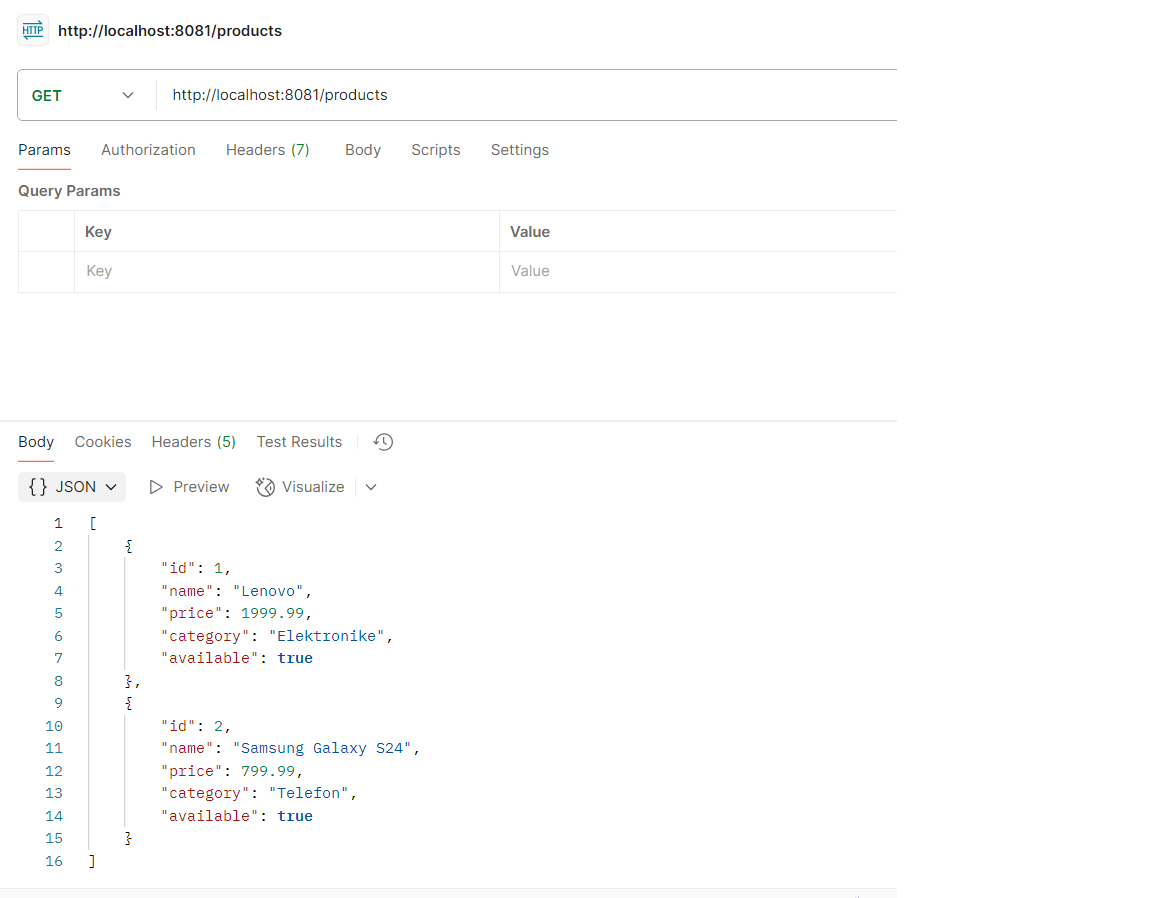 HTTP http://localhost:8081/products
GET http://localhost:8081/products
Params Authorization Headers (7) Body Scripts Settings
Query Params
Key Value
Key Value
Body Cookies Headers (5) Test Results
{} JSON Preview Visualize
1 [
2 {
3 "id": 1,
4 "name": "Lenovo",
5 "price": 1999.99,
6 "category": "Elektronike",
7 "available": true
8 },
9 {
10 "id": 2,
11 "name": "Samsung Galaxy S24",
12 "price": 799.99,
13 "category": "Telefon",
14 "available": true
15 }
16 ]